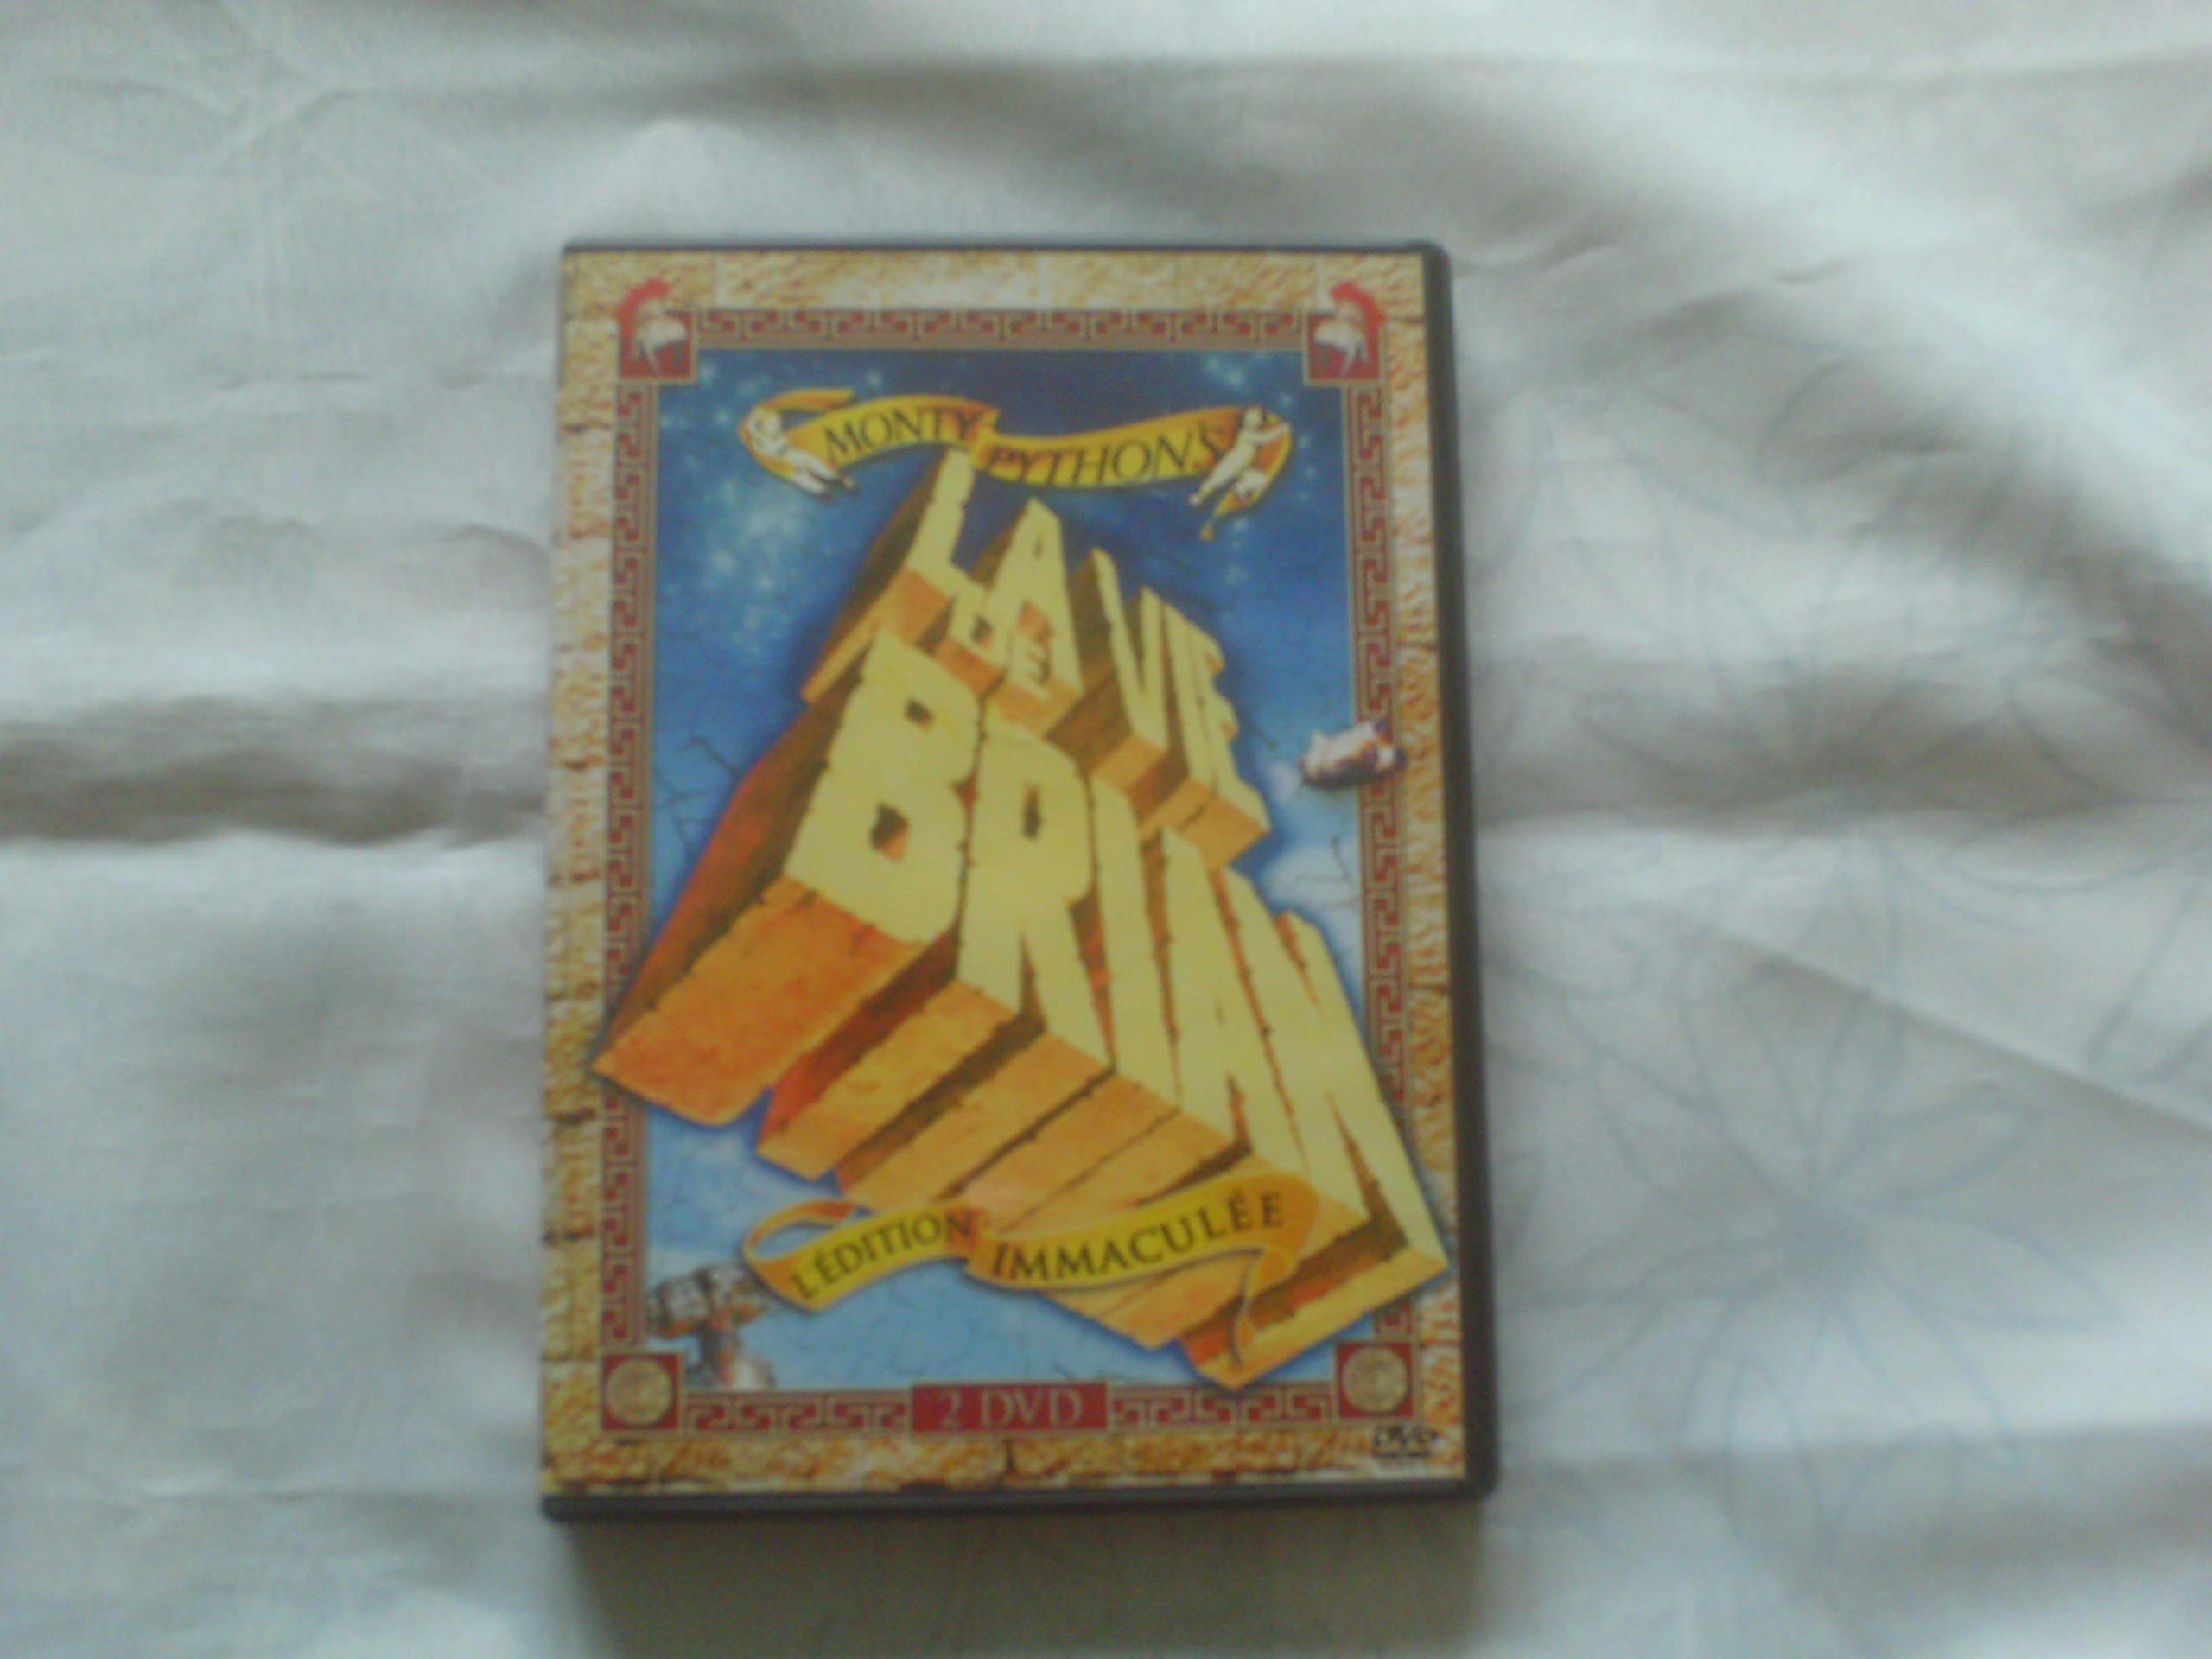 MONTY PYTHON'S
LA VIE
DE
BRIAN
L'ÉDITION IMMACULÉE
2 DVD
DVD